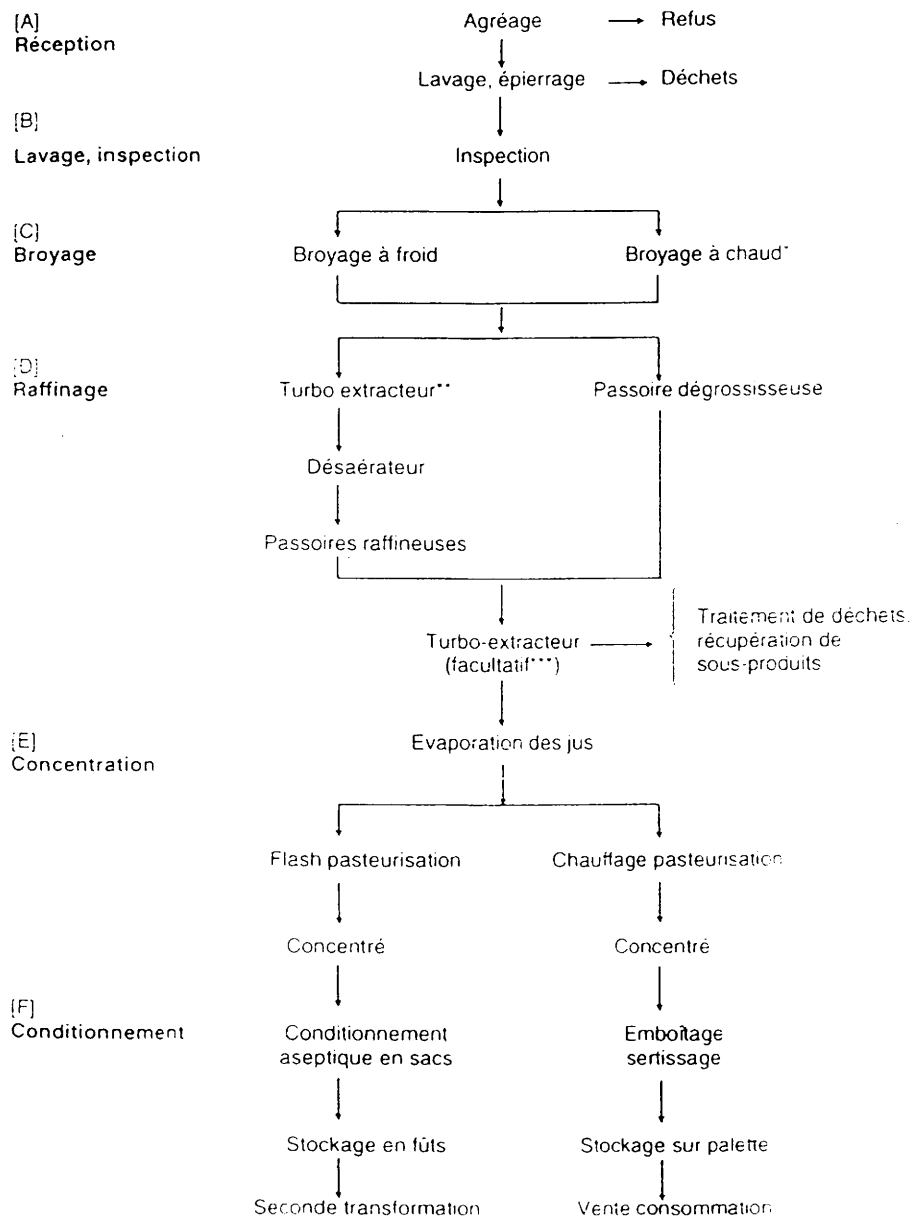 [A]
Réception
Agréage
Refus
Lavage, épierrage
Déchets
[B]
Lavage, inspection
Inspection
[C]
Broyage
Broyage à froid
Broyage à chaud*
[D]
Raffinage
Turbo extracteur**
Passoire dégrossisseuse
Désaérateur
Passoires raffineuses
Turbo-extracteur
(facultatif***)
Traitement de déchets.
récupération de
sous-produits
[E]
Concentration
Evaporation des jus
Flash pasteurisation
Chauffage pasteurisation
Concentré
Concentré
[F]
Conditionnement
Conditionnement
aseptique en sacs
Emboîtage
sertissage
Stockage en fûts
Stockage sur palette
Seconde transformation
Vente consommation